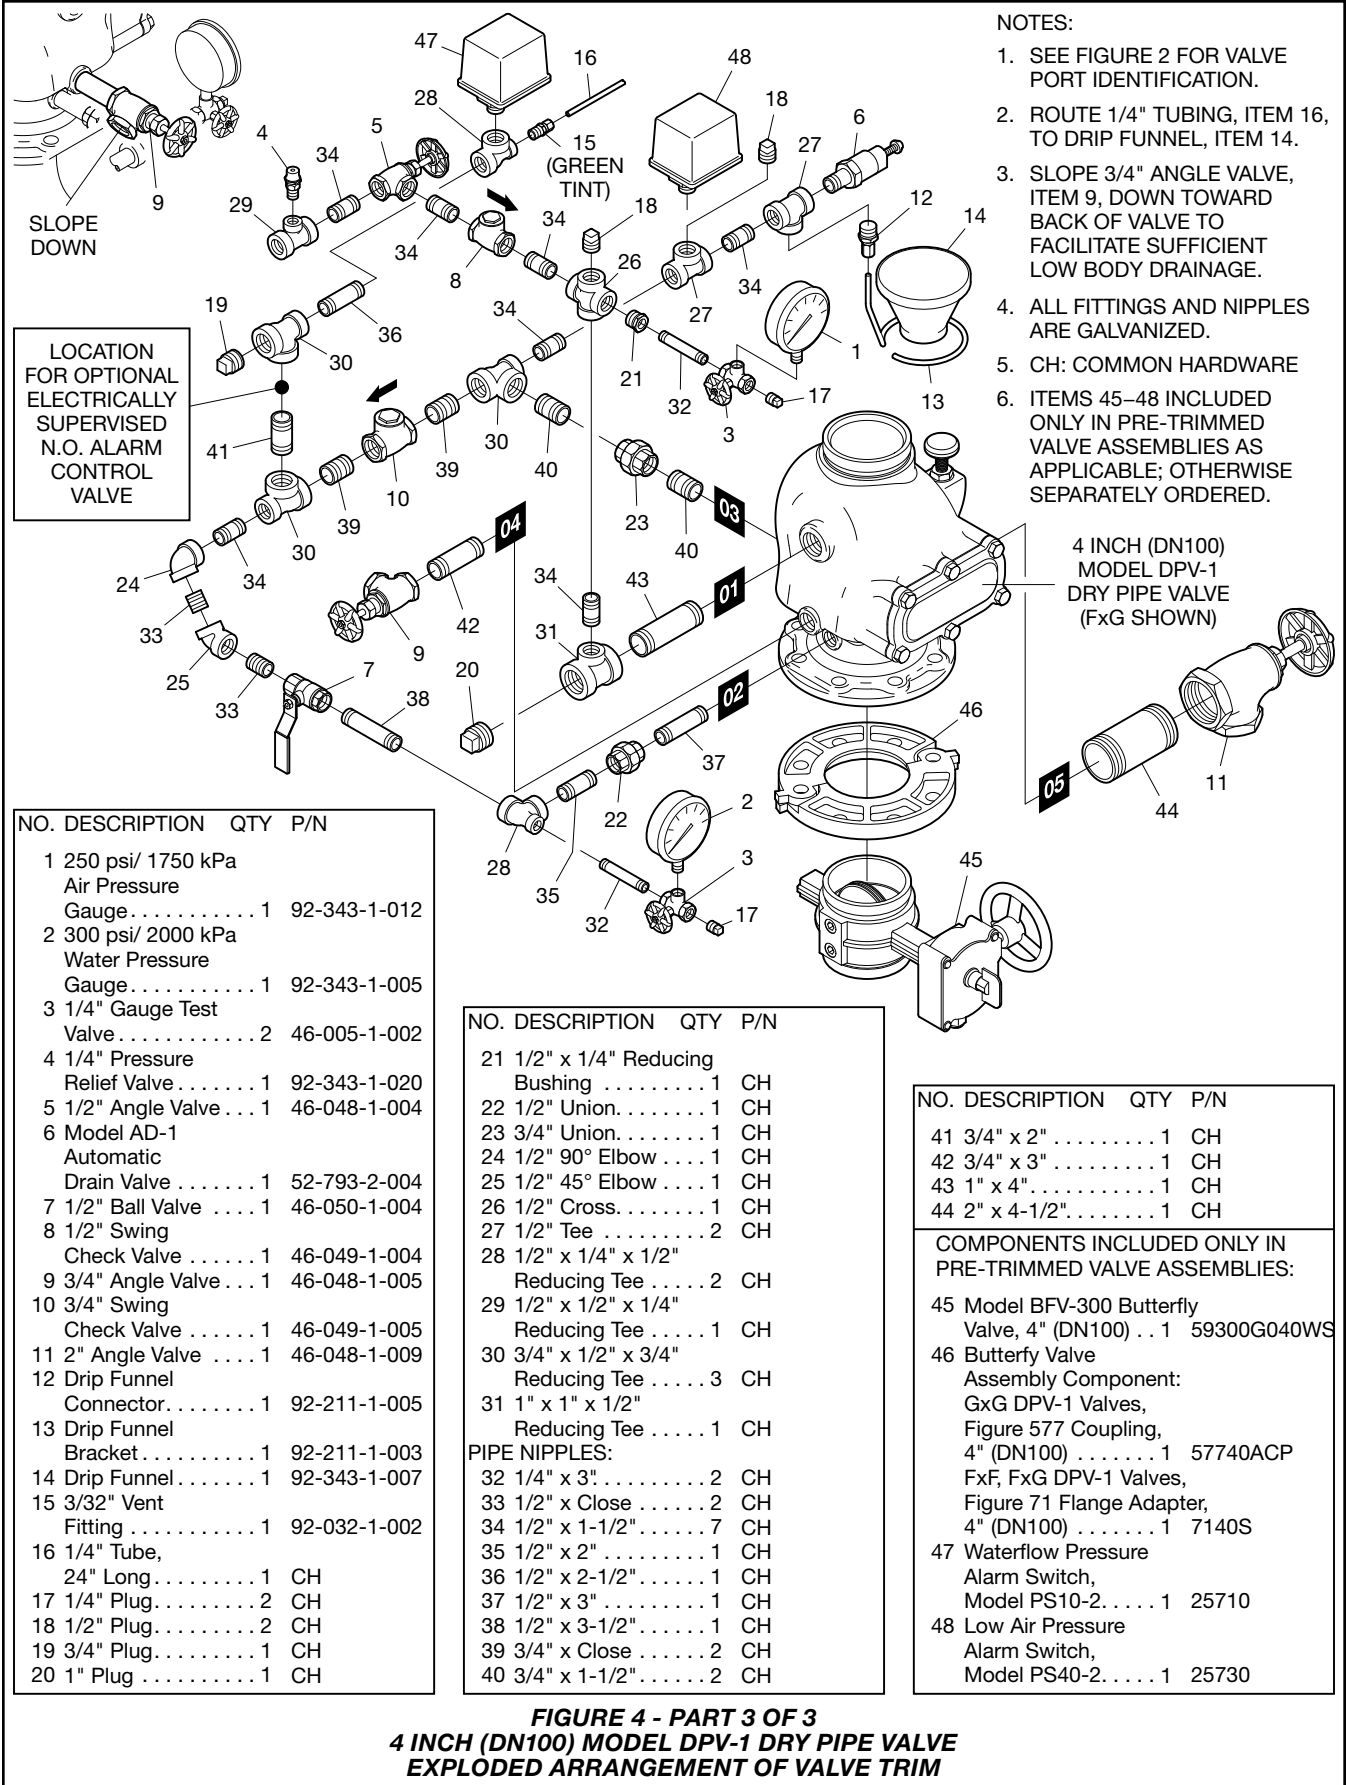 NOTES:
1. SEE FIGURE 2 FOR VALVE
PORT IDENTIFICATION.
2. ROUTE 1/4" TUBING, ITEM 16,
TO DRIP FUNNEL, ITEM 14.
3. SLOPE 3/4" ANGLE VALVE,
ITEM 9, DOWN TOWARD
BACK OF VALVE TO
FACILITATE SUFFICIENT
LOW BODY DRAINAGE.
4. ALL FITTINGS AND NIPPLES
ARE GALVANIZED.
5. CH: COMMON HARDWARE
6. ITEMS 45–48 INCLUDED
ONLY IN PRE-TRIMMED
VALVE ASSEMBLIES AS
APPLICABLE; OTHERWISE
SEPARATELY ORDERED.
47
16
48
28
18
5
6
4
34
15
(GREEN
TINT)
27
9
29
SLOPE
DOWN
18
34
12
14
34
8
26
34
27
19
36
34
30
21
1
32
17
13
3
LOCATION
FOR OPTIONAL
ELECTRICALLY
SUPERVISED
N.O. ALARM
CONTROL
VALVE
41
10
39
30
40
23
40
03
39
30
04
34
24
33
25
33
7
38
9
42
34
31
43
01
20
02
37
22
35
28
4 INCH (DN100)
MODEL DPV-1
DRY PIPE VALVE
(FxG SHOWN)
46
05
44
11
2
3
32
17
45
NO. DESCRIPTION QTY P/N
1 250 psi/ 1750 kPa
Air Pressure
Gauge........... 1 92-343-1-012
2 300 psi/ 2000 kPa
Water Pressure
Gauge........... 1 92-343-1-005
3 1/4" Gauge Test
Valve............ 2 46-005-1-002
4 1/4" Pressure
Relief Valve....... 1 92-343-1-020
5 1/2" Angle Valve... 1 46-048-1-004
6 Model AD-1
Automatic
Drain Valve ....... 1 52-793-2-004
7 1/2" Ball Valve .... 1 46-050-1-004
8 1/2" Swing
Check Valve ...... 1 46-049-1-004
9 3/4" Angle Valve... 1 46-048-1-005
10 3/4" Swing
Check Valve ...... 1 46-049-1-005
11 2" Angle Valve .... 1 46-048-1-009
12 Drip Funnel
Connector........ 1 92-211-1-005
13 Drip Funnel
Bracket.......... 1 92-211-1-003
14 Drip Funnel....... 1 92-343-1-007
15 3/32" Vent
Fitting ........... 1 92-032-1-002
16 1/4" Tube,
24" Long......... 1 CH
17 1/4" Plug......... 2 CH
18 1/2" Plug......... 2 CH
19 3/4" Plug......... 1 CH
20 1" Plug .......... 1 CH
NO. DESCRIPTION QTY P/N
21 1/2" x 1/4" Reducing
Bushing ......... 1 CH
22 1/2" Union........ 1 CH
23 3/4" Union........ 1 CH
24 1/2" 90° Elbow .... 1 CH
25 1/2" 45° Elbow .... 1 CH
26 1/2" Cross........ 1 CH
27 1/2" Tee ......... 2 CH
28 1/2" x 1/4" x 1/2"
Reducing Tee ..... 2 CH
29 1/2" x 1/2" x 1/4"
Reducing Tee ..... 1 CH
30 3/4" x 1/2" x 3/4"
Reducing Tee ..... 3 CH
31 1" x 1" x 1/2"
Reducing Tee ..... 1 CH
PIPE NIPPLES:
32 1/4" x 3".......... 2 CH
33 1/2" x Close ...... 2 CH
34 1/2" x 1-1/2"...... 7 CH
35 1/2" x 2" ......... 1 CH
36 1/2" x 2-1/2"...... 1 CH
37 1/2" x 3" ......... 1 CH
38 1/2" x 3-1/2"...... 1 CH
39 3/4" x Close ...... 2 CH
40 3/4" x 1-1/2"...... 2 CH
NO. DESCRIPTION QTY P/N
41 3/4" x 2" ......... 1 CH
42 3/4" x 3" ......... 1 CH
43 1" x 4"........... 1 CH
44 2" x 4-1/2"........ 1 CH
COMPONENTS INCLUDED ONLY IN
PRE-TRIMMED VALVE ASSEMBLIES:
45 Model BFV-300 Butterfly
Valve, 4" (DN100) .. 1 59300G040WS
46 Butterfy Valve
Assembly Component:
GxG DPV-1 Valves,
Figure 577 Coupling,
4" (DN100) ....... 1 57740ACP
FxF, FxG DPV-1 Valves,
Figure 71 Flange Adapter,
4" (DN100) ....... 1 7140S
47 Waterflow Pressure
Alarm Switch,
Model PS10-2..... 1 25710
48 Low Air Pressure
Alarm Switch,
Model PS40-2..... 1 25730
FIGURE 4 - PART 3 OF 3
4 INCH (DN100) MODEL DPV-1 DRY PIPE VALVE
EXPLODED ARRANGEMENT OF VALVE TRIM